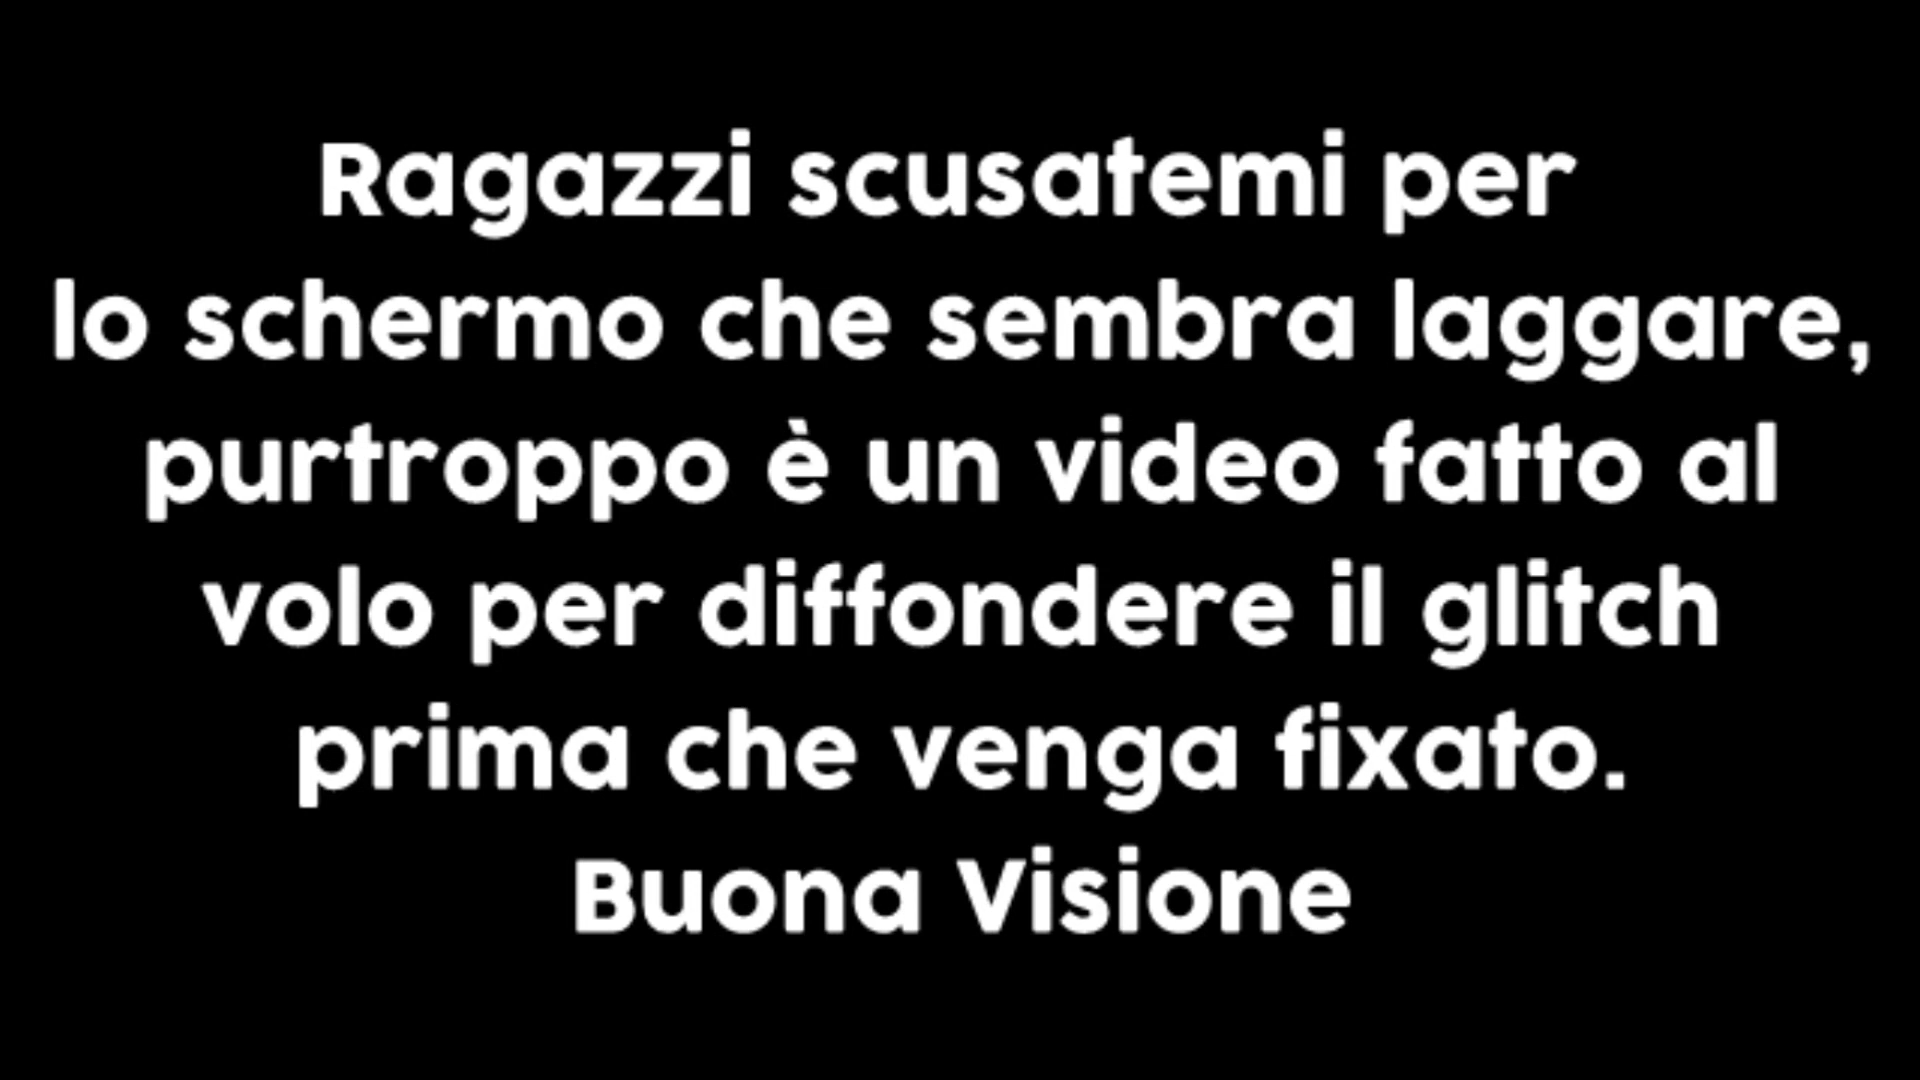 Ragazzi scusatemi per
lo schermo che sembra laggare,
purtroppo è un video fatto al
volo per diffondere il glitch
prima che venga fixato.
Buona Visione